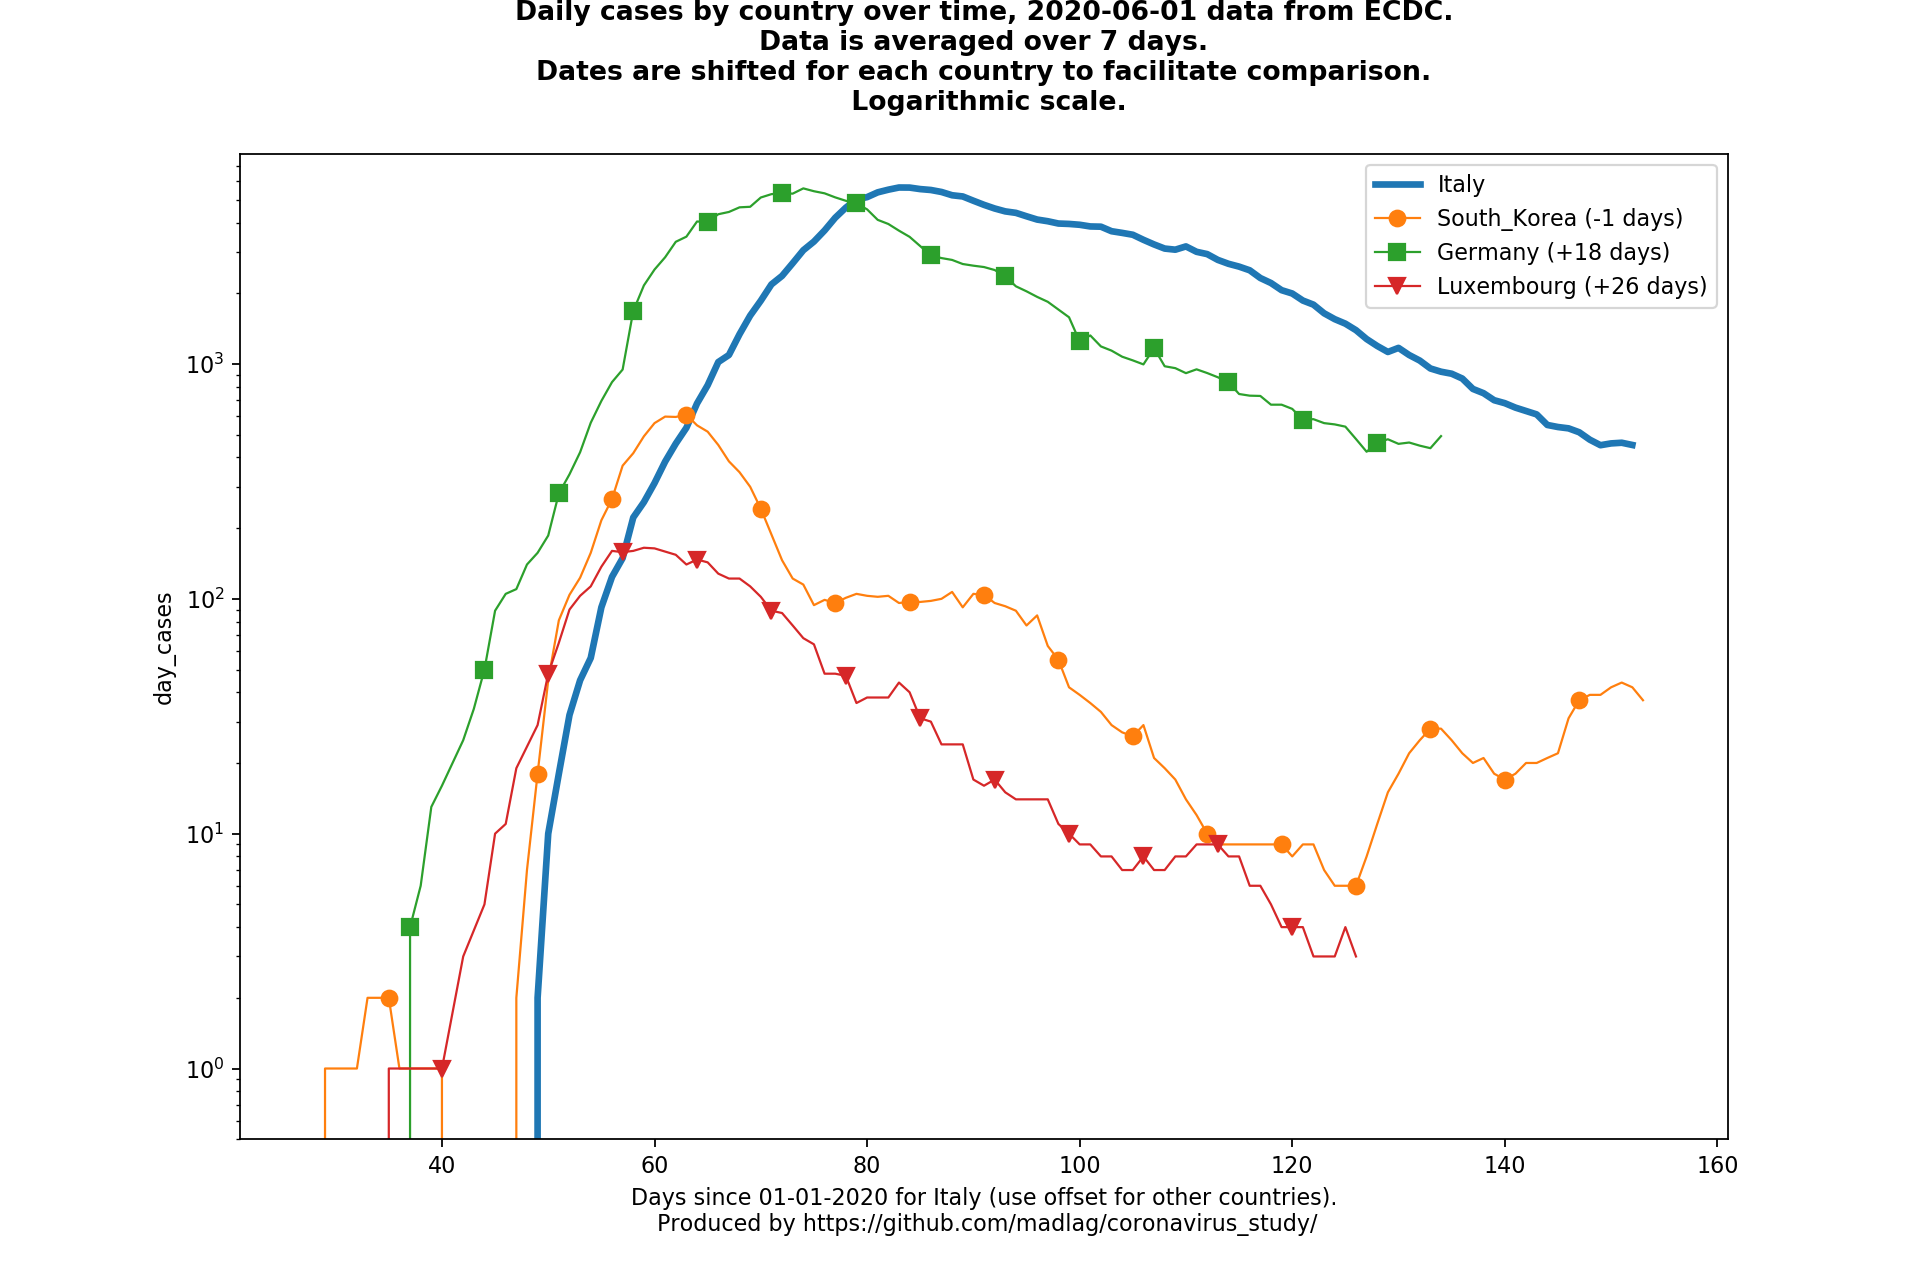 Daily cases by country over time, 2020-06-01 data from ECDC.
Data is averaged over 7 days.
Dates are shifted for each country to facilitate comparison.
Logarithmic scale.
Italy
South_Korea (-1 days)
Germany (+18 days)
Luxembourg (+26 days)
day_cases
10³
10²
10¹
10⁰
40 60 80 100 120 140 160
Days since 01-01-2020 for Italy (use offset for other countries).
Produced by https://github.com/madlag/coronavirus_study/